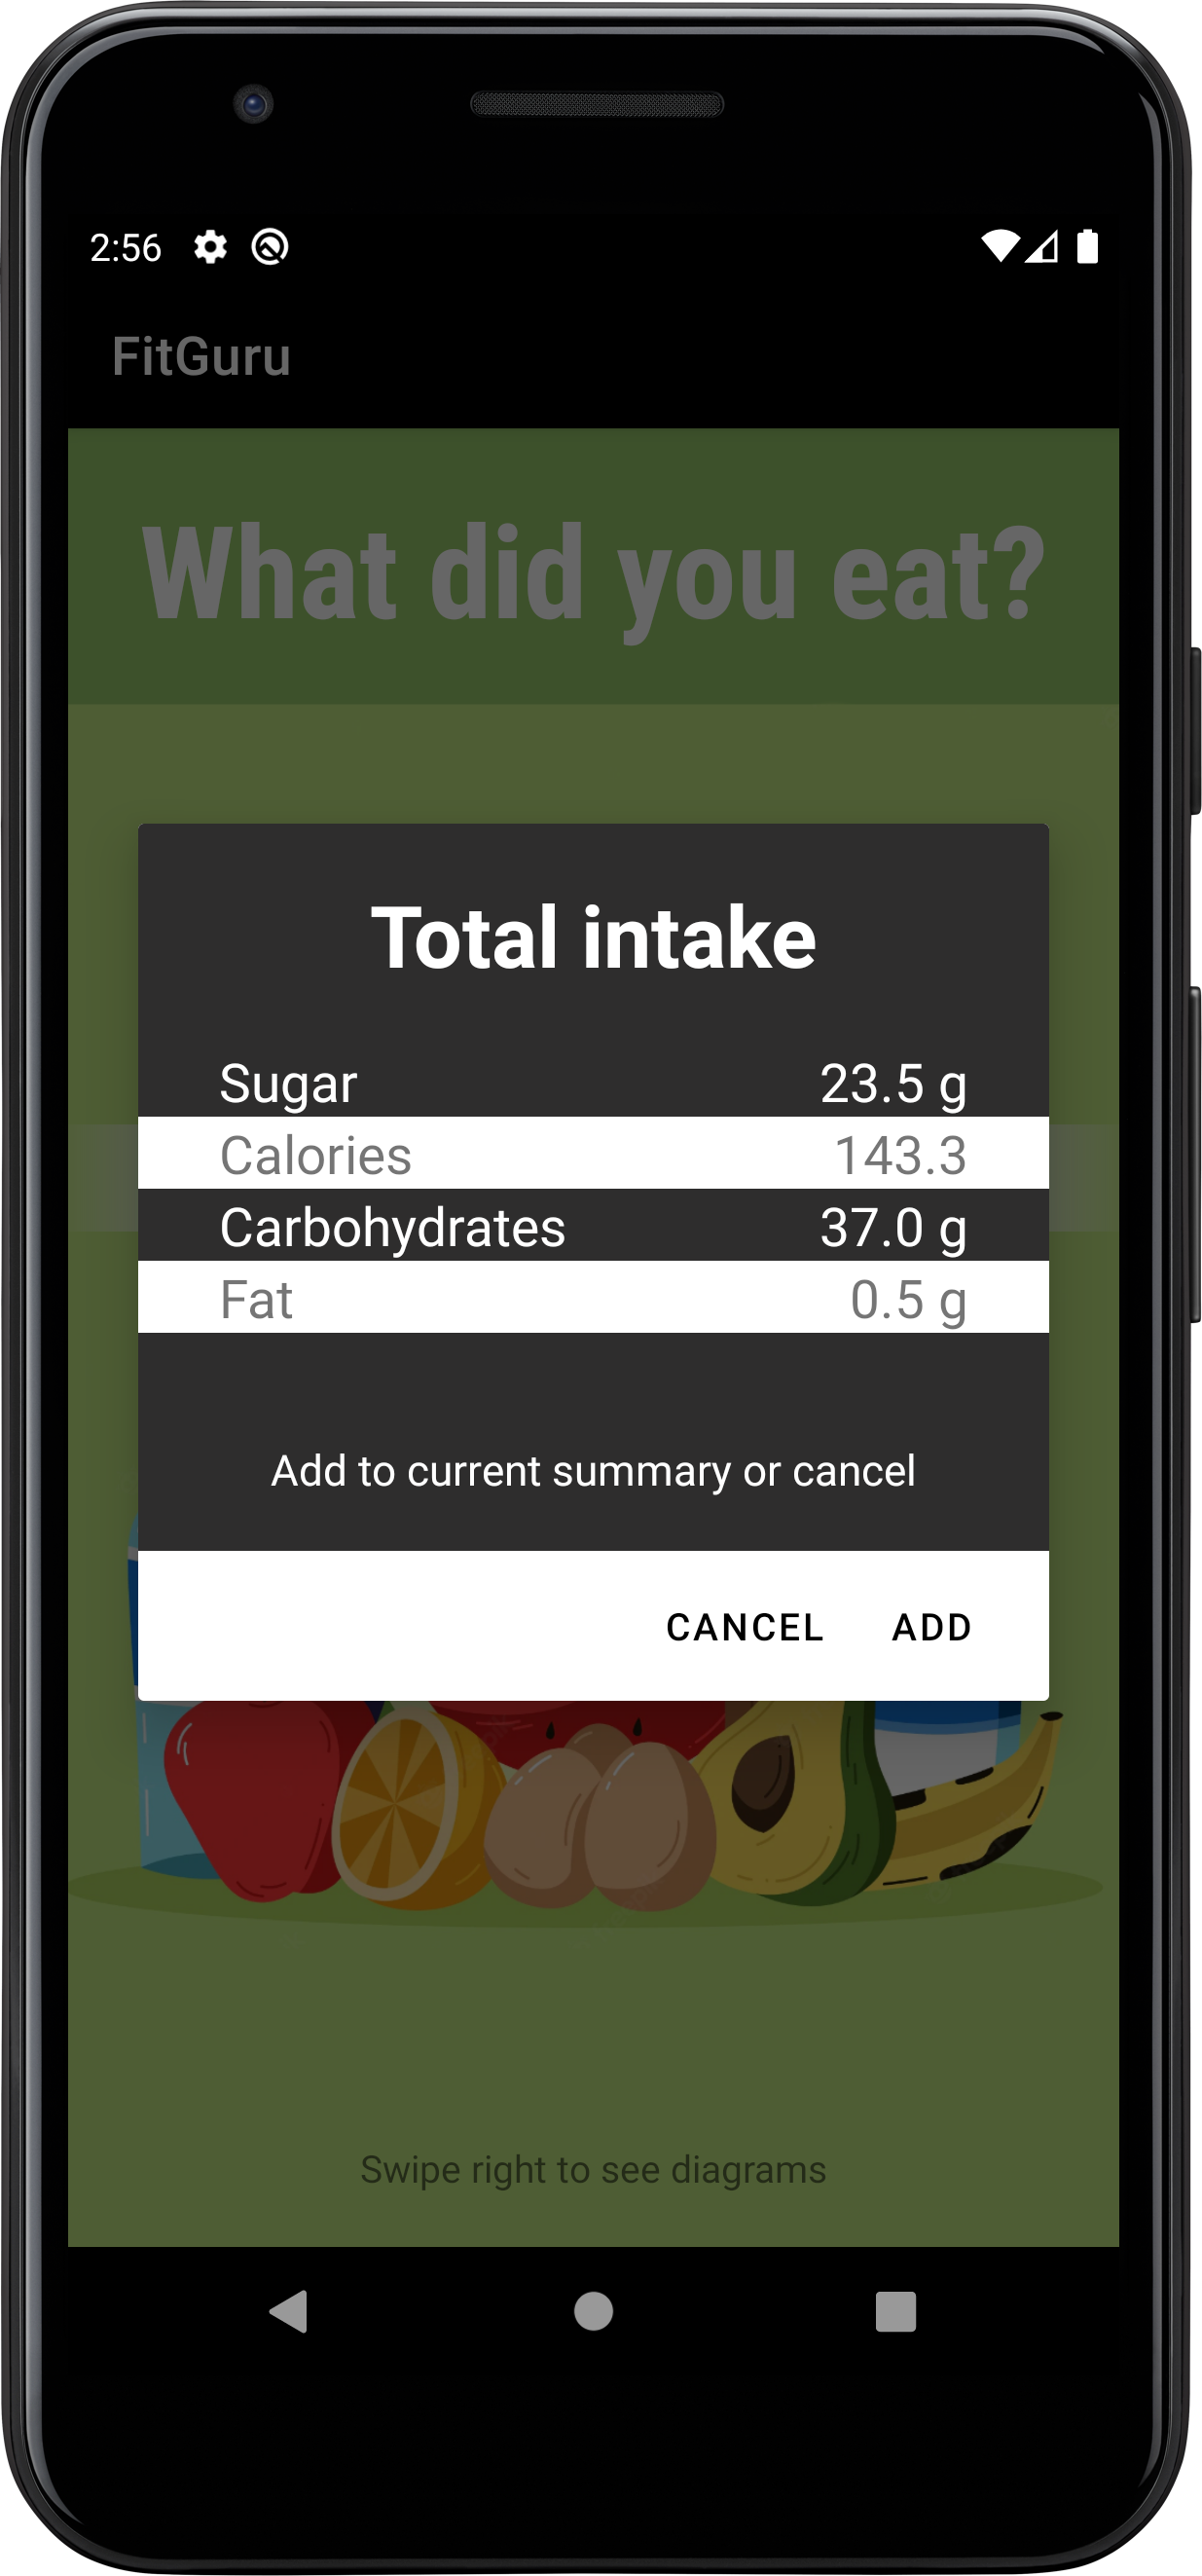 2:56
FitGuru
What did you eat?
Total intake
Sugar 23.5 g
Calories 143.3
Carbohydrates 37.0 g
Fat 0.5 g
Add to current summary or cancel
CANCEL ADD
Swipe right to see diagrams